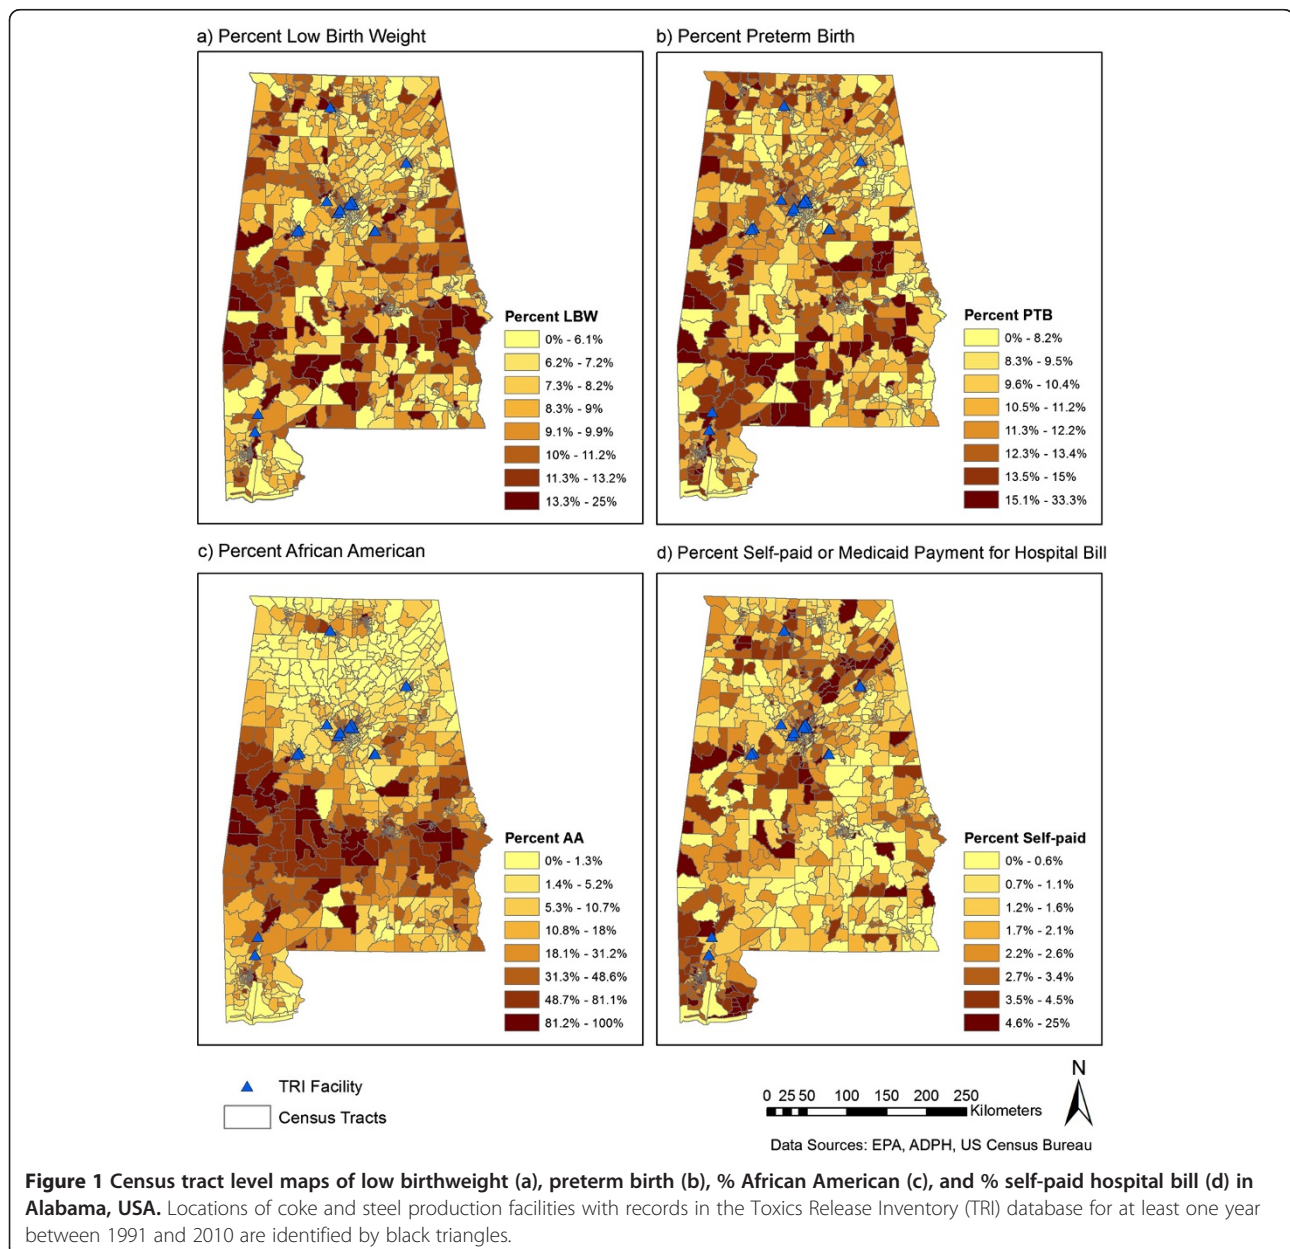 a) Percent Low Birth Weight
b) Percent Preterm Birth
Percent LBW
0% - 6.1%
6.2% - 7.2%
7.3% - 8.2%
8.3% - 9%
9.1% - 9.9%
10% - 11.2%
11.3% - 13.2%
13.3% - 25%
Percent PTB
0% - 8.2%
8.3% - 9.5%
9.6% - 10.4%
10.5% - 11.2%
11.3% - 12.2%
12.3% - 13.4%
13.5% - 15%
15.1% - 33.3%
c) Percent African American
d) Percent Self-paid or Medicaid Payment for Hospital Bill
Percent AA
0% - 1.3%
1.4% - 5.2%
5.3% - 10.7%
10.8% - 18%
18.1% - 31.2%
31.3% - 48.6%
48.7% - 81.1%
81.2% - 100%
Percent Self-paid
0% - 0.6%
0.7% - 1.1%
1.2% - 1.6%
1.7% - 2.1%
2.2% - 2.6%
2.7% - 3.4%
3.5% - 4.5%
4.6% - 25%
TRI Facility
Census Tracts
N
0 25 50 100 150 200 250
Kilometers
Data Sources: EPA, ADPH, US Census Bureau
Figure 1 Census tract level maps of low birthweight (a), preterm birth (b), % African American (c), and % self-paid hospital bill (d) in
Alabama, USA. Locations of coke and steel production facilities with records in the Toxics Release Inventory (TRI) database for at least one year
between 1991 and 2010 are identified by black triangles.